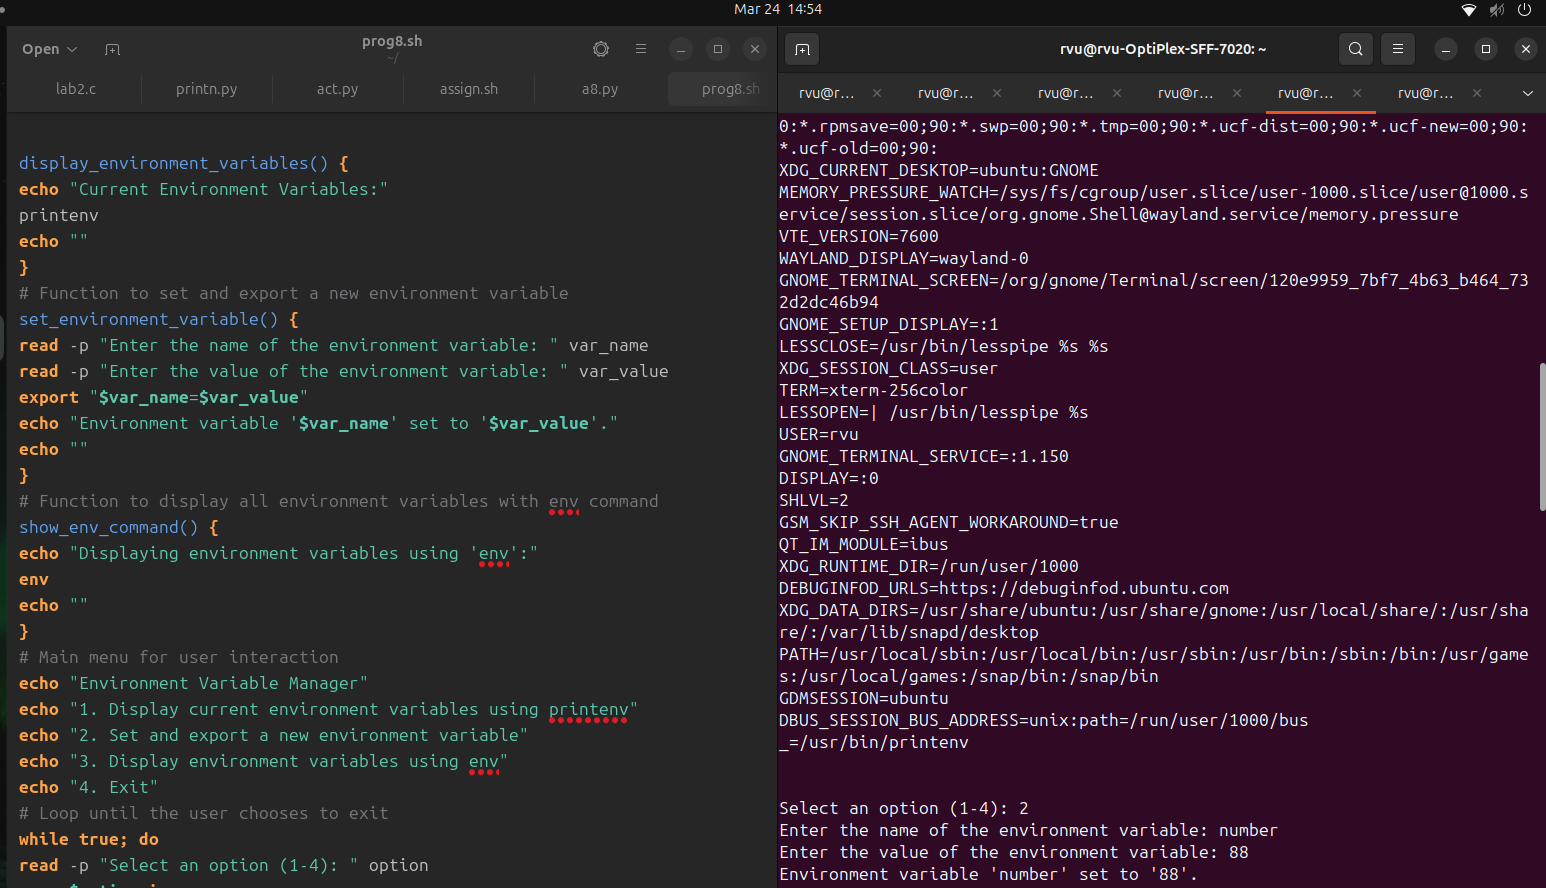 Mar 24 14:54
Open
prog8.sh
~/
lab2.c
printn.py
act.py
assign.sh
a8.py
prog8.sh
display_environment_variables() {
echo "Current Environment Variables:"
printenv
echo ""
}
# Function to set and export a new environment variable
set_environment_variable() {
read -p "Enter the name of the environment variable: " var_name
read -p "Enter the value of the environment variable: " var_value
export "$var_name=$var_value"
echo "Environment variable '$var_name' set to '$var_value'."
echo ""
}
# Function to display all environment variables with env command
show_env_command() {
echo "Displaying environment variables using 'env':"
env
echo ""
}
# Main menu for user interaction
echo "Environment Variable Manager"
echo "1. Display current environment variables using printenv"
echo "2. Set and export a new environment variable"
echo "3. Display environment variables using env"
echo "4. Exit"
# Loop until the user chooses to exit
while true; do
read -p "Select an option (1-4): " option
rvu@rvu-OptiPlex-SFF-7020: ~
rvu@r...
rvu@r...
rvu@r...
rvu@r...
rvu@r...
rvu@r...
0:*.rpmsave=00;90:*.swp=00;90:*.tmp=00;90:*.ucf-dist=00;90:*.ucf-new=00;90:
*.ucf-old=00;90:
XDG_CURRENT_DESKTOP=ubuntu:GNOME
MEMORY_PRESSURE_WATCH=/sys/fs/cgroup/user.slice/user-1000.slice/user@1000.s
ervice/session.slice/org.gnome.Shell@wayland.service/memory.pressure
VTE_VERSION=7600
WAYLAND_DISPLAY=wayland-0
GNOME_TERMINAL_SCREEN=/org/gnome/Terminal/screen/120e9959_7bf7_4b63_b464_73
2d2dc46b94
GNOME_SETUP_DISPLAY=:1
LESSCLOSE=/usr/bin/lesspipe %s %s
XDG_SESSION_CLASS=user
TERM=xterm-256color
LESSOPEN=| /usr/bin/lesspipe %s
USER=rvu
GNOME_TERMINAL_SERVICE=:1.150
DISPLAY=:0
SHLVL=2
GSM_SKIP_SSH_AGENT_WORKAROUND=true
QT_IM_MODULE=ibus
XDG_RUNTIME_DIR=/run/user/1000
DEBUGINFOD_URLS=https://debuginfod.ubuntu.com
XDG_DATA_DIRS=/usr/share/ubuntu:/usr/share/gnome:/usr/local/share/:/usr/sha
re/:/var/lib/snapd/desktop
PATH=/usr/local/sbin:/usr/local/bin:/usr/sbin:/usr/bin:/sbin:/bin:/usr/game
s:/usr/local/games:/snap/bin:/snap/bin
GDMSESSION=ubuntu
DBUS_SESSION_BUS_ADDRESS=unix:path=/run/user/1000/bus
_=/usr/bin/printenv
Select an option (1-4): 2
Enter the name of the environment variable: number
Enter the value of the environment variable: 88
Environment variable 'number' set to '88'.